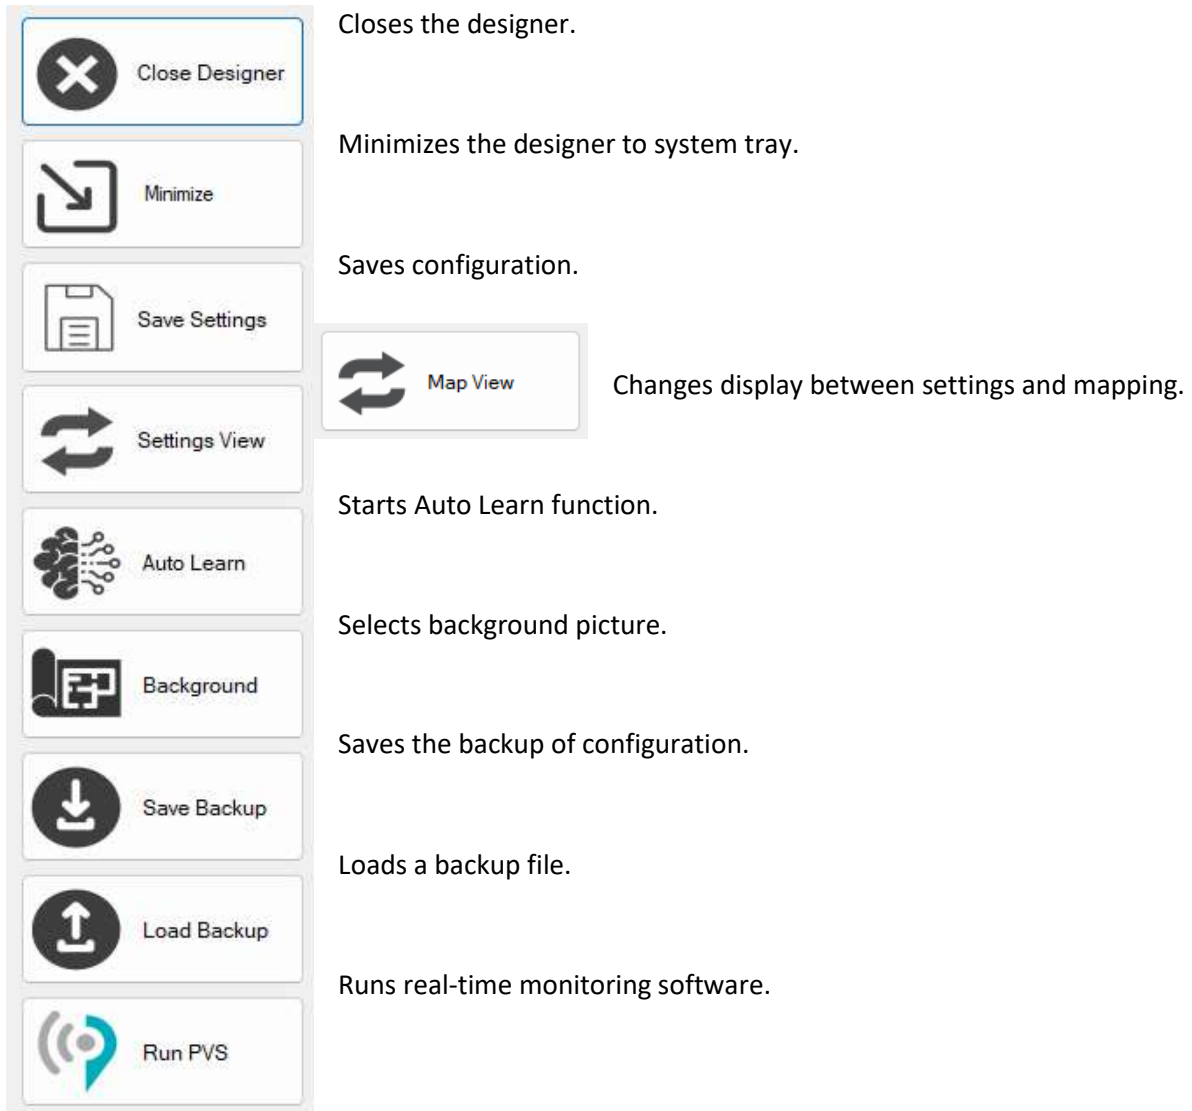 Closes the designer.
Close Designer
Minimizes the designer to system tray.
Minimize
Saves configuration.
Save Settings
Map View
Changes display between settings and mapping.
Settings View
Starts Auto Learn function.
Auto Learn
Selects background picture.
Background
Saves the backup of configuration.
Save Backup
Loads a backup file.
Load Backup
Runs real-time monitoring software.
Run PVS